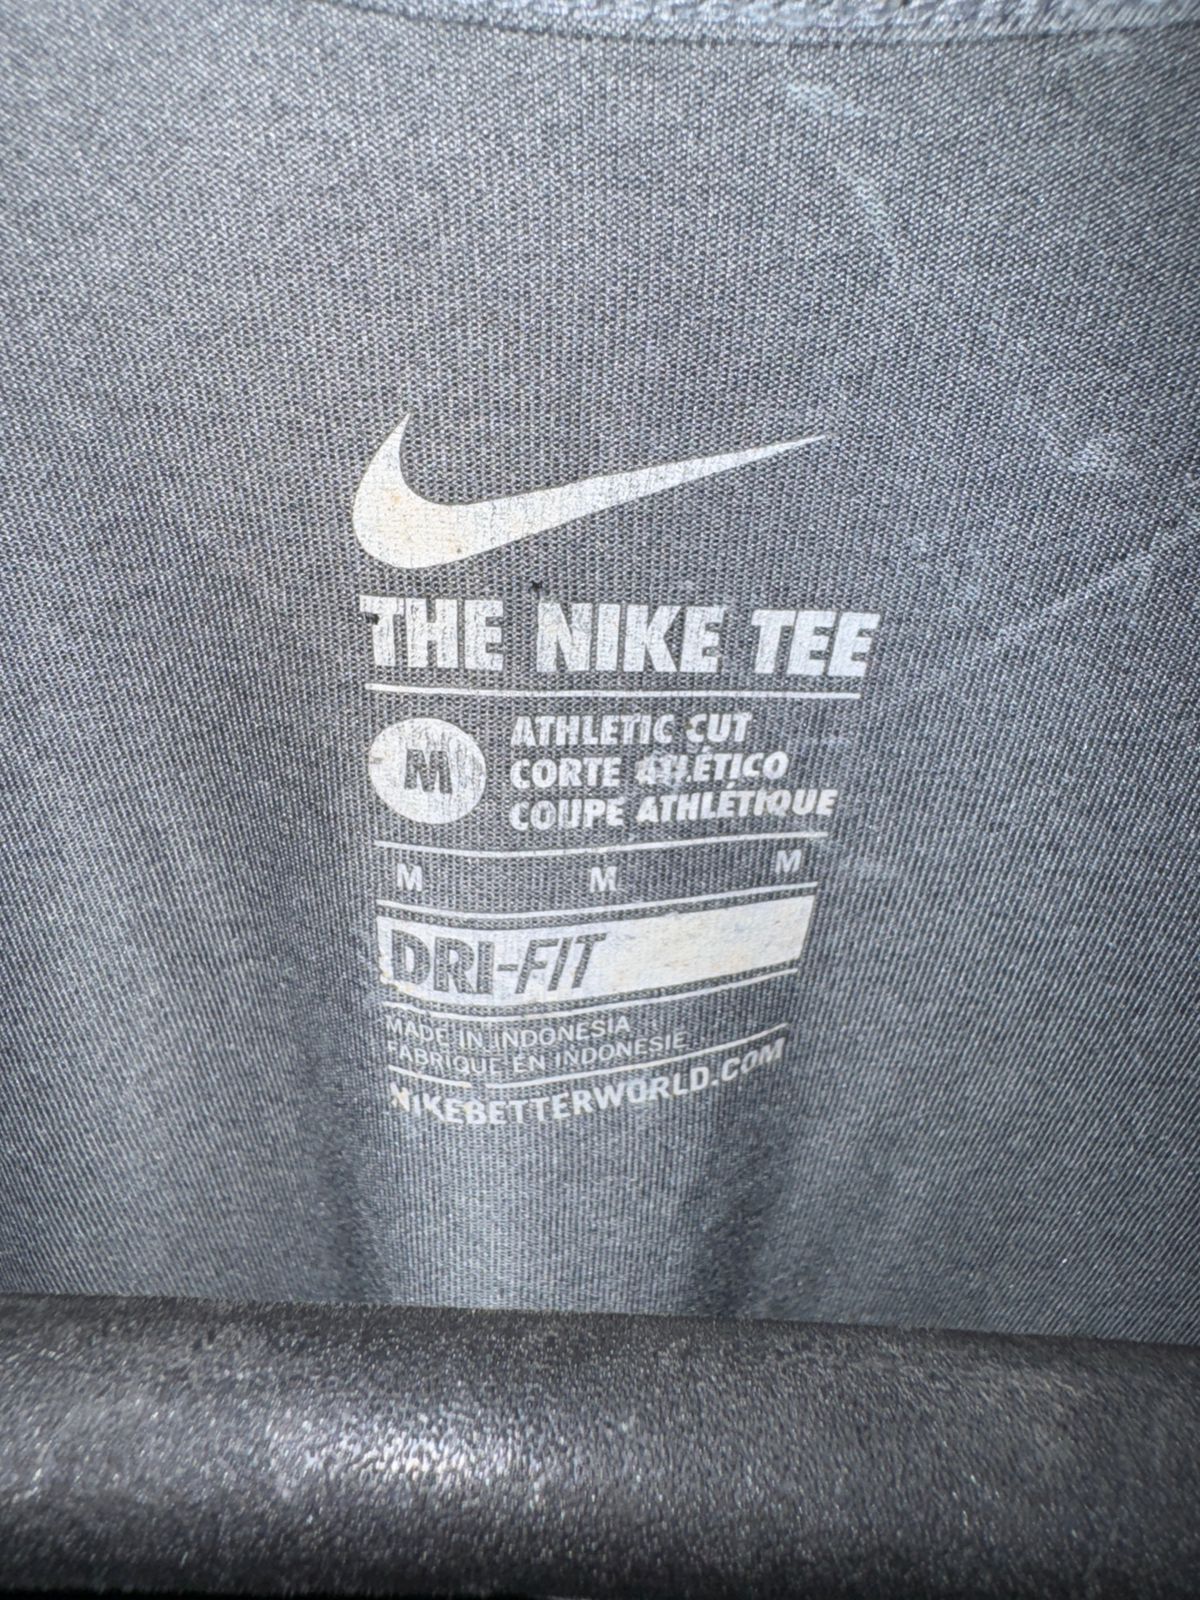 THE NIKE TEE
M
ATHLETIC CUT
CORTE ATLÉTICO
COUPE ATHLÉTIQUE
M M M
DRI-FIT
MADE IN INDONESIA
FABRIQUE EN INDONESIE
NIKEBETTERWORLD.COM